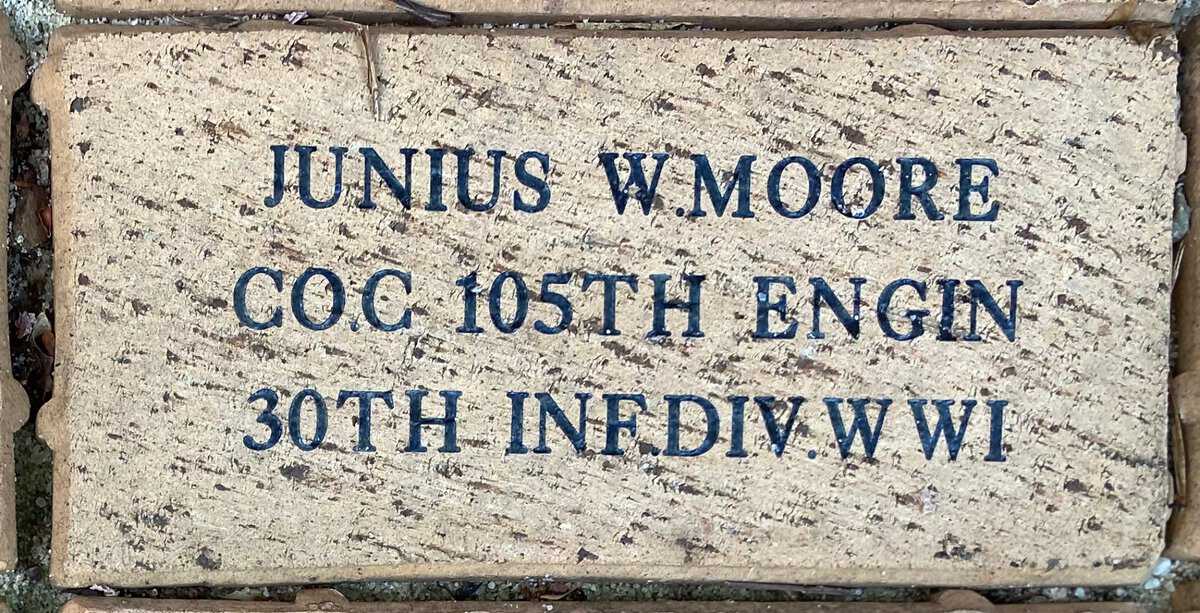 JUNIUS W.MOORE
CO.C 105TH ENGIN
30TH INF.DIV.WWI